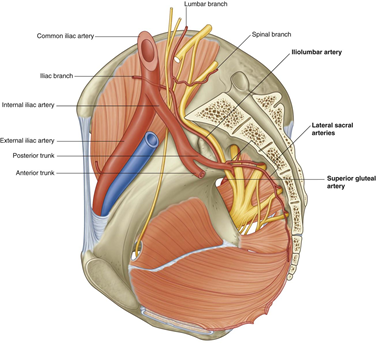 Lumbar branch
Common iliac artery
Spinal branch
Iliolumbar artery
Iliac branch
Internal iliac artery
Lateral sacral
arteries
External iliac artery
Posterior trunk
Anterior trunk
Superior gluteal
artery